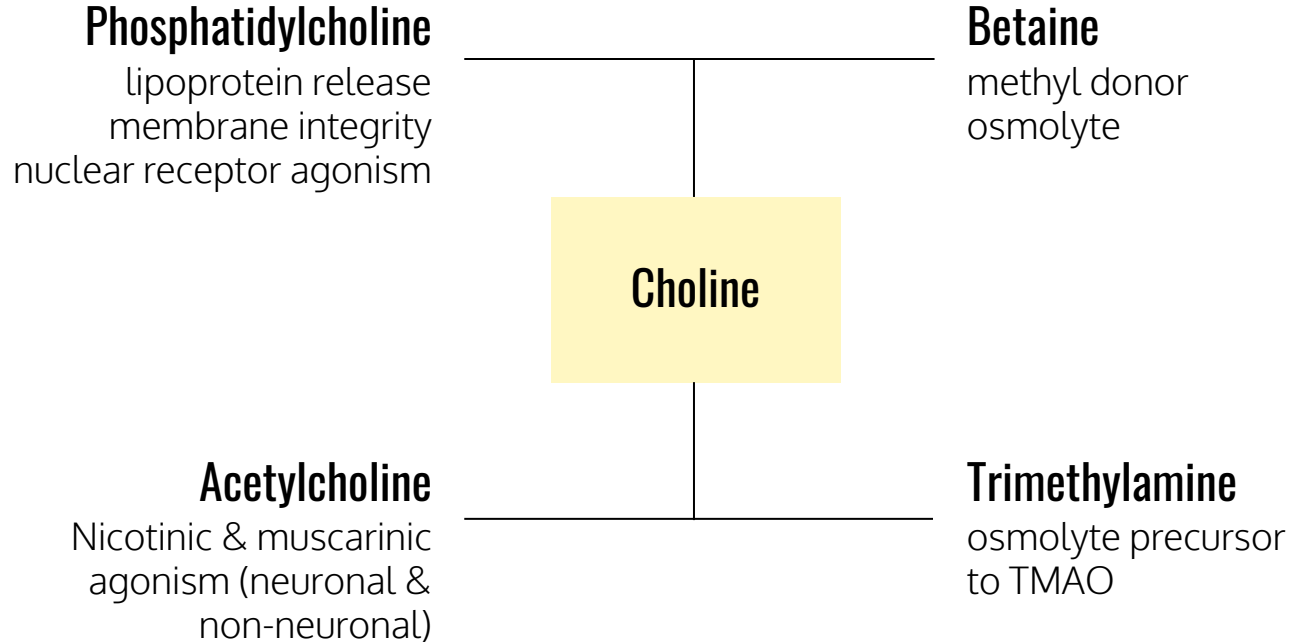 Phosphatidylcholine
lipoprotein release
membrane integrity
nuclear receptor agonism
Betaine
methyl donor
osmolyte
Choline
Acetylcholine
Nicotinic & muscarinic
agonism (neuronal &
non-neuronal)
Trimethylamine
osmolyte precursor
to TMAO